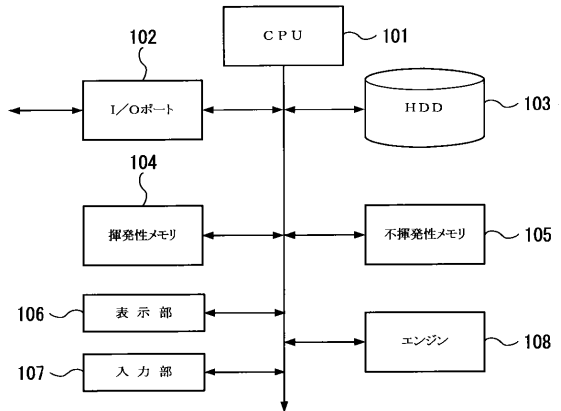 CPU
101
102
I/Oポート
HDD
103
104
揮発性メモリ
不揮発性メモリ
105
106
表示部
エンジン
108
107
入力部